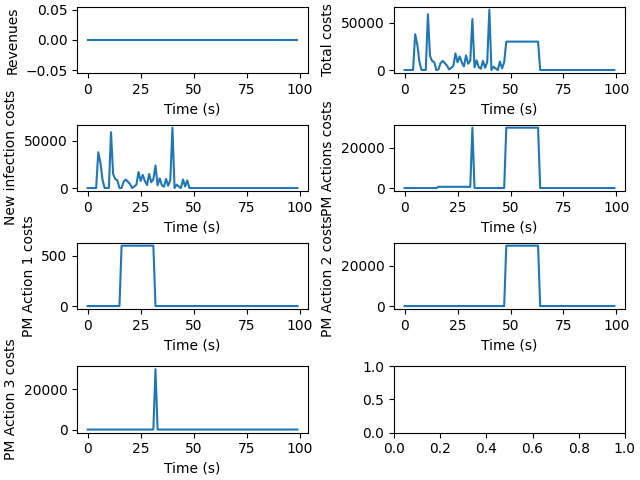 Revenues
0.05
0.00
−0.05
0 25 50 75 100
Time (s)
Total costs
50000
0
0 25 50 75 100
Time (s)
New infection costs
50000
0
0 25 50 75 100
Time (s)
PM Actions costs
20000
0
0 25 50 75 100
Time (s)
PM Action 1 costs
500
0
0 25 50 75 100
Time (s)
PM Action 2 costs
20000
0
0 25 50 75 100
Time (s)
PM Action 3 costs
20000
0
0 25 50 75 100
Time (s)
1.0
0.5
0.0
0.0 0.2 0.4 0.6 0.8 1.0